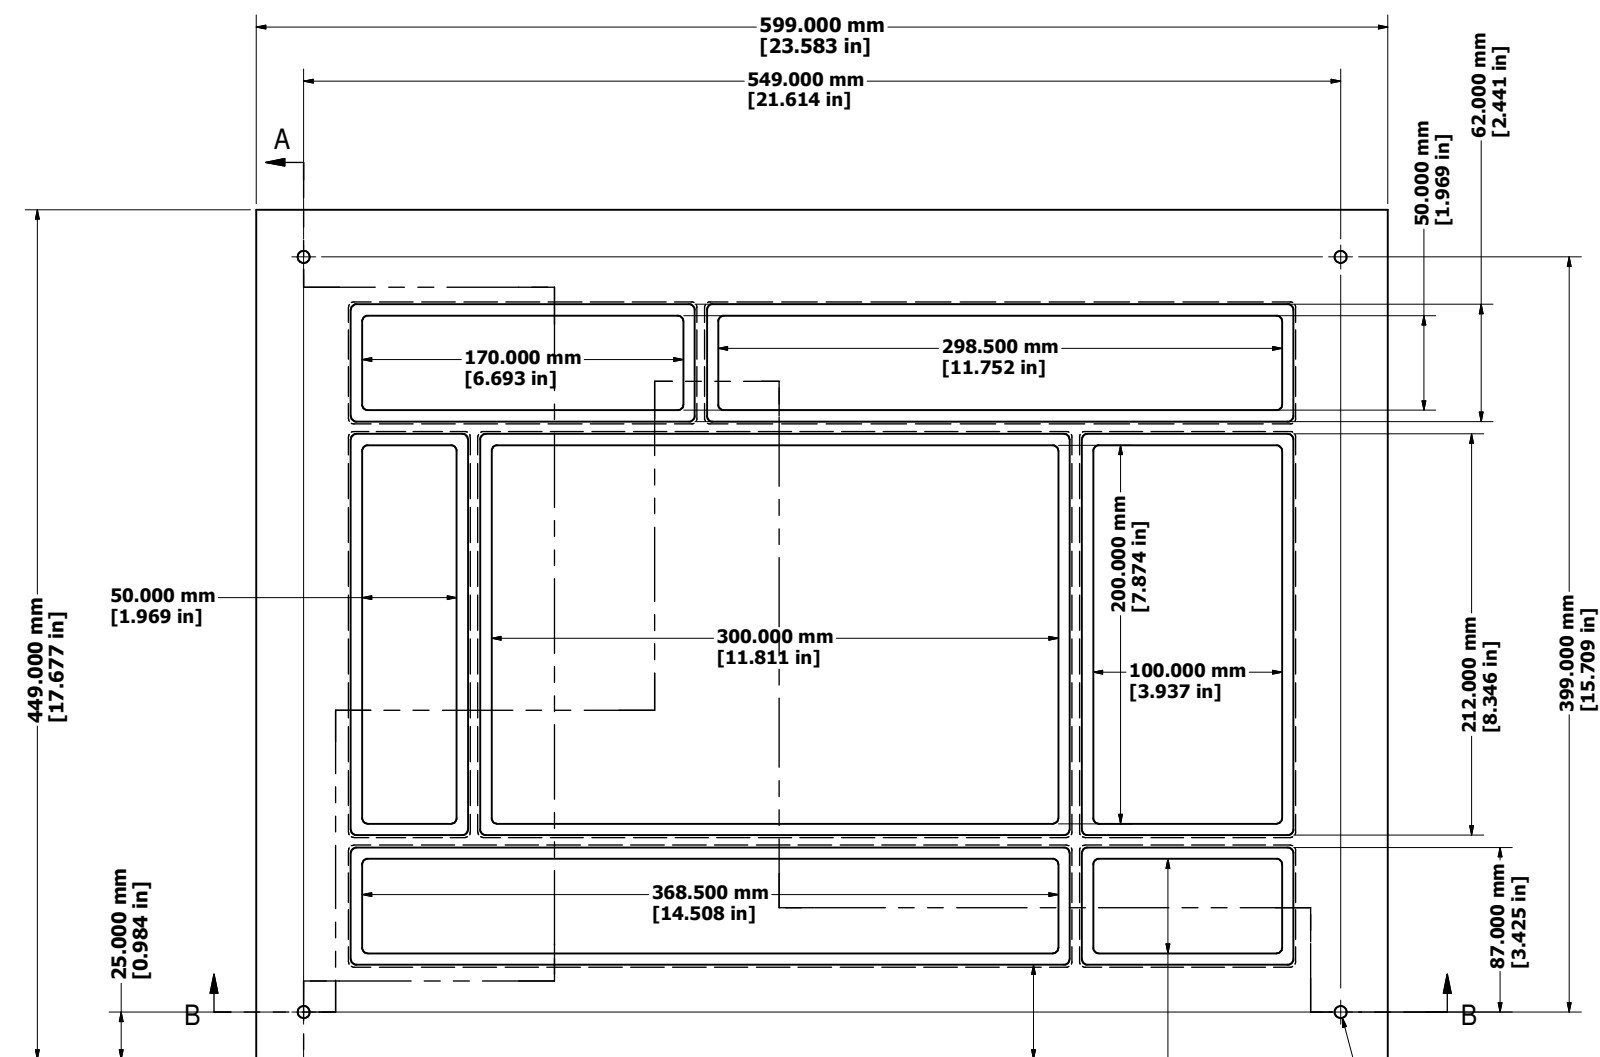 599.000 mm
[23.583 in]
549.000 mm
[21.614 in]
62.000 mm
[2.441 in]
50.000 mm
[1.969 in]
A
170.000 mm
[6.693 in]
298.500 mm
[11.752 in]
200.000 mm
[7.874 in]
50.000 mm
[1.969 in]
300.000 mm
[11.811 in]
100.000 mm
[3.937 in]
449.000 mm
[17.677 in]
212.000 mm
[8.346 in]
399.000 mm
[15.709 in]
368.500 mm
[14.508 in]
25.000 mm
[0.984 in]
87.000 mm
[3.425 in]
B
B